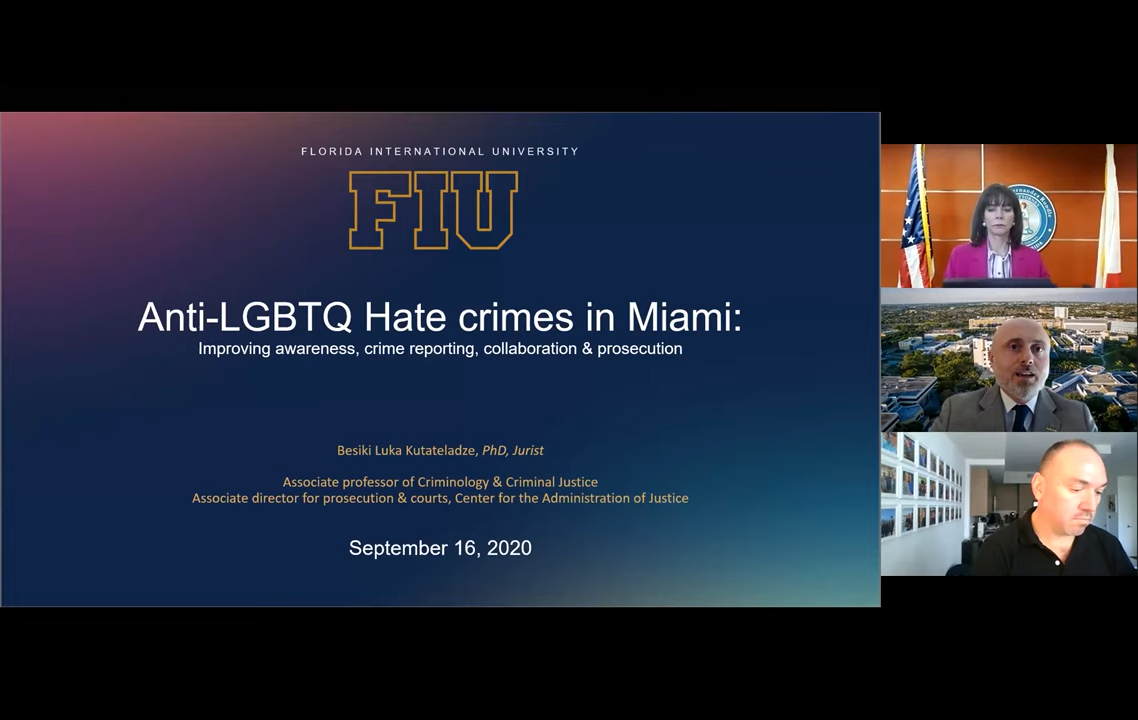 FLORIDA INTERNATIONAL UNIVERSITY
FIU
Anti-LGBTQ Hate crimes in Miami:
Improving awareness, crime reporting, collaboration & prosecution
Besiki Luka Kutateladze, PhD, Jurist
Associate professor of Criminology & Criminal Justice
Associate director for prosecution & courts, Center for the Administration of Justice
September 16, 2020